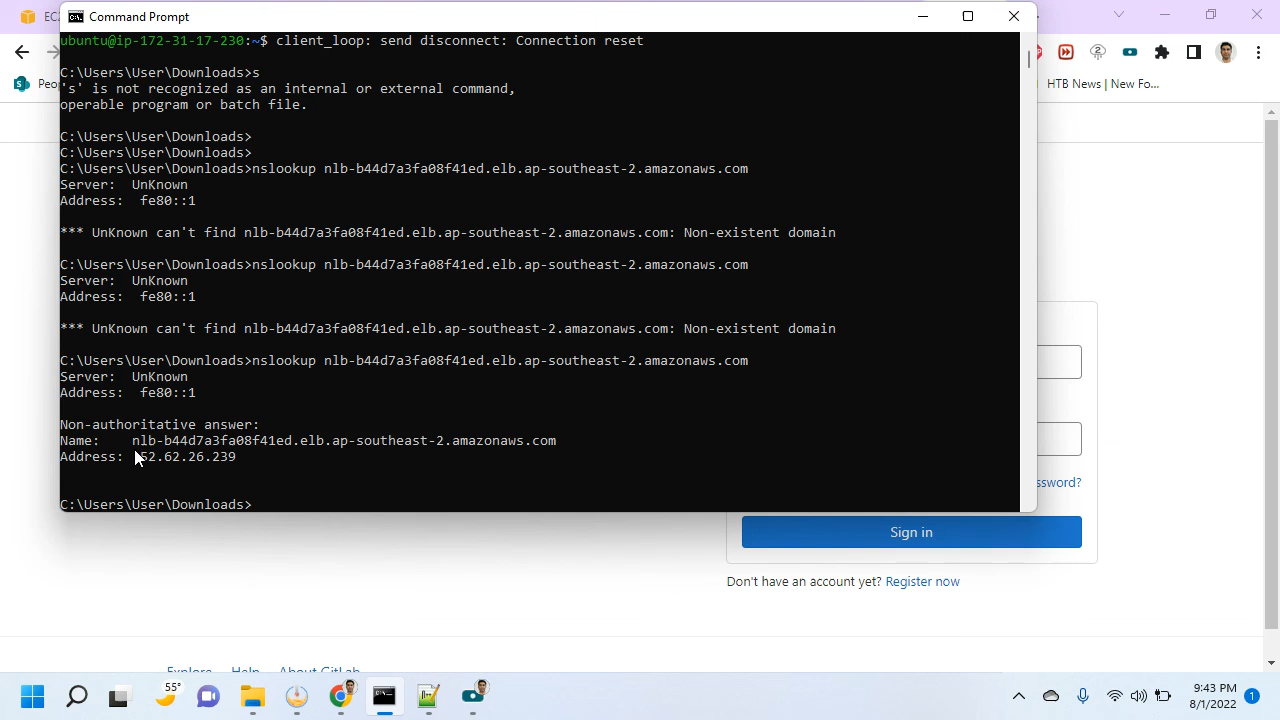 Command Prompt
ubuntu@ip-172-31-17-230:~$ client_loop: send disconnect: Connection reset
C:\Users\User\Downloads>s
's' is not recognized as an internal or external command,
operable program or batch file.
C:\Users\User\Downloads>
C:\Users\User\Downloads>
C:\Users\User\Downloads>nslookup nlb-b44d7a3fa08f41ed.elb.ap-southeast-2.amazonaws.com
Server:  UnKnown
Address:  fe80::1
*** UnKnown can't find nlb-b44d7a3fa08f41ed.elb.ap-southeast-2.amazonaws.com: Non-existent domain
C:\Users\User\Downloads>nslookup nlb-b44d7a3fa08f41ed.elb.ap-southeast-2.amazonaws.com
Server:  UnKnown
Address:  fe80::1
*** UnKnown can't find nlb-b44d7a3fa08f41ed.elb.ap-southeast-2.amazonaws.com: Non-existent domain
C:\Users\User\Downloads>nslookup nlb-b44d7a3fa08f41ed.elb.ap-southeast-2.amazonaws.com
Server:  UnKnown
Address:  fe80::1
Non-authoritative answer:
Name:    nlb-b44d7a3fa08f41ed.elb.ap-southeast-2.amazonaws.com
Address:  52.62.26.239
C:\Users\User\Downloads>
HTB News | New Fo...
ssword?
Sign in
Don't have an account yet? Register now
Explore Help About GitLab
55°
9:43 PM
8/1/2022
1